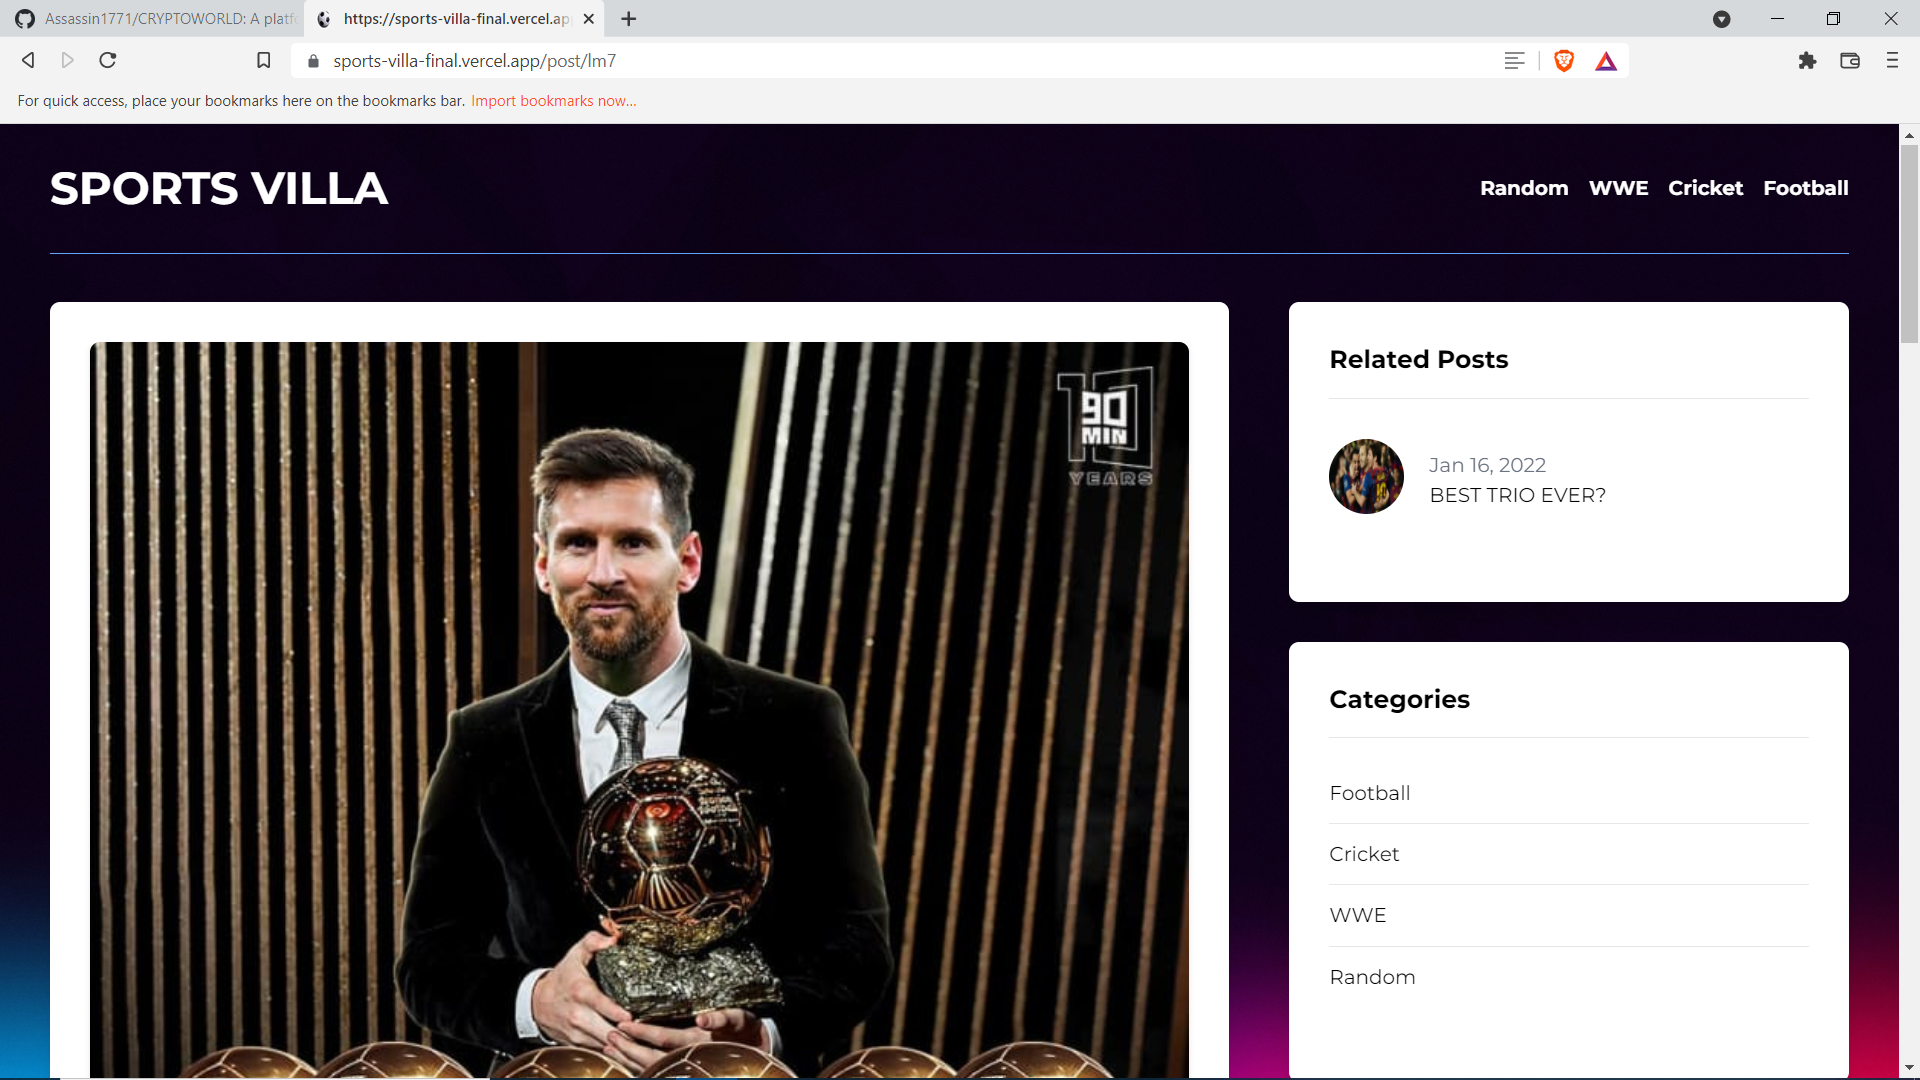 Assassin1771/CRYPTOWORLD: A platfo
https://sports-villa-final.vercel.ap
sports-villa-final.vercel.app/post/lm7
For quick access, place your bookmarks here on the bookmarks bar. Import bookmarks now...
SPORTS VILLA
Random WWE Cricket Football
10
90
MIN
YEARS
Related Posts
Jan 16, 2022
BEST TRIO EVER?
Categories
Football
Cricket
WWE
Random